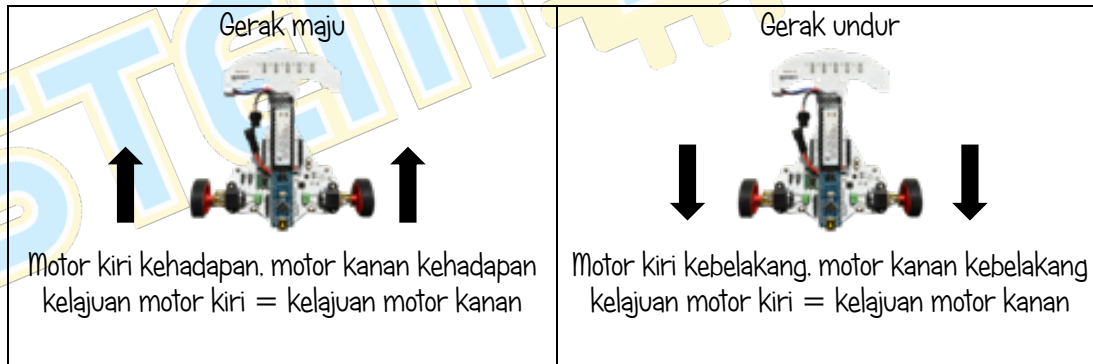 Gerak maju
Motor kiri kehadapan, motor kanan kehadapan
kelajuan motor kiri = kelajuan motor kanan
Gerak undur
Motor kiri kebelakang, motor kanan kebelakang
kelajuan motor kiri = kelajuan motor kanan